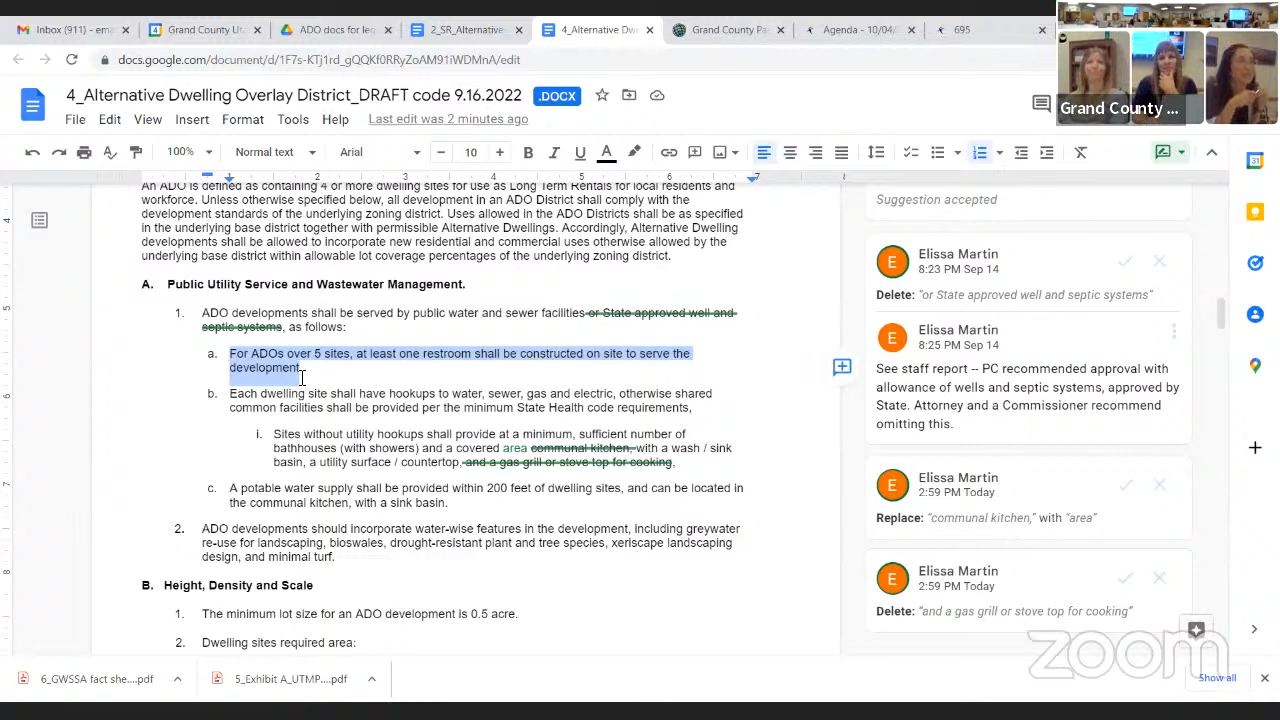 Inbox (911) - em
Grand County Ut
ADO docs f
2_SR_Alternative
4_Alternative Dw
Grand County Pa
Agenda - 10/04/
695
docs.google.com/document/d/1F7s-KTj1rd_gQQKf0RRyZoAM91iWDMnA/edit
4_Alternative Dwelling Overlay District_DRAFT code 9.16.2022
.DOCX
File Edit View Insert Format Tools Help Last edit was 2 minutes ago
Grand County ...
100% Normal text Arial 10 B I U A
2 3 4 5 6 7 8
An ADO is defined as containing 4 or more dwelling sites for use as Long Term Rentals for local residents and
workforce. Unless otherwise specified below, all development in an ADO District shall comply with the
development standards of the underlying zoning district. Uses allowed in the ADO Districts shall be as specified
in the underlying base district together with permissible Alternative Dwellings. Accordingly, Alternative Dwelling
developments shall be allowed to incorporate new residential and commercial uses otherwise allowed by the
underlying base district within allowable lot coverage percentages of the underlying zoning district.
A. Public Utility Service and Wastewater Management.
1. ADO developments shall be served by public water and sewer facilities or State approved well and
septic systems, as follows:
a. For ADOs over 5 sites, at least one restroom shall be constructed on site to serve the
development
b. Each dwelling site shall have hookups to water, sewer, gas and electric, otherwise shared
common facilities shall be provided per the minimum State Health code requirements,
i. Sites without utility hookups shall provide at a minimum, sufficient number of
bathhouses (with showers) and a covered area communal kitchen, with a wash / sink
basin, a utility surface / countertop, and a gas grill or stove top for cooking,
c. A potable water supply shall be provided within 200 feet of dwelling sites, and can be located in
the communal kitchen, with a sink basin.
2. ADO developments should incorporate water-wise features in the development, including greywater
re-use for landscaping, bioswales, drought-resistant plant and tree species, xeriscape landscaping
design, and minimal turf.
B. Height, Density and Scale
1. The minimum lot size for an ADO development is 0.5 acre.
2. Dwelling sites required area:
Suggestion accepted
E
Elissa Martin
8:23 PM Sep 14
Delete: "or State approved well and septic systems"
E
Elissa Martin
8:25 PM Sep 14
See staff report -- PC recommended approval with
allowance of wells and septic systems, approved by
State. Attorney and a Commissioner recommend
omitting this.
E
Elissa Martin
2:59 PM Today
Replace: "communal kitchen," with "area"
E
Elissa Martin
2:59 PM Today
Delete: "and a gas grill or stove top for cooking"
zoom
6_GWSSA fact she....pdf
5_Exhibit A_UTMP....pdf
Show all